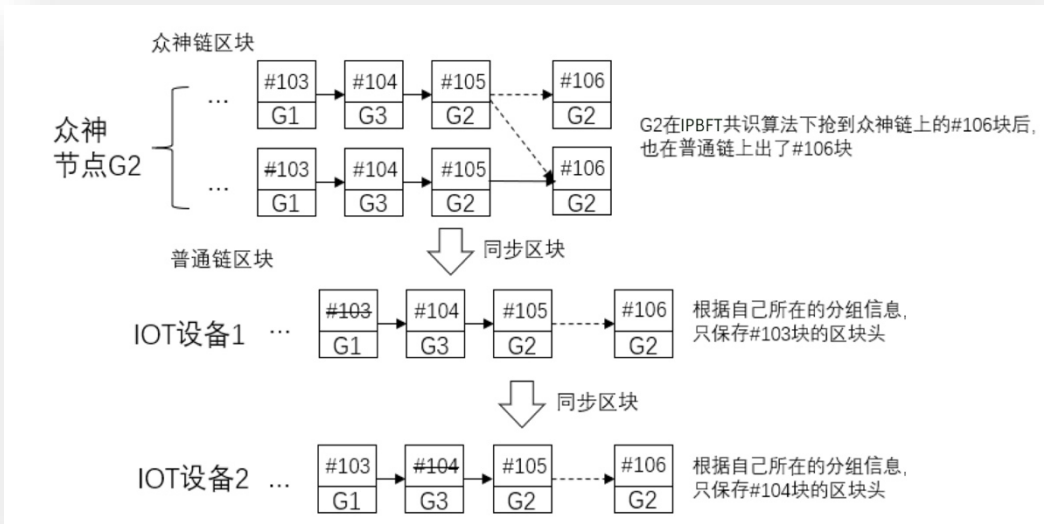 众神链区块
#103 #104 #105 #106
... G1 G3 G2 G2
众神
节点G2
G2在IPBFT共识算法下抢到众神链上的#106块后,
也在普通链上出了#106块
#103 #104 #105 #106
... G1 G3 G2 G2
普通链区块
同步区块
IOT设备1 ...
#103 #104 #105 #106
G1 G3 G2 G2
根据自己所在的分组信息,
只保存#103块的区块头
同步区块
IOT设备2 ...
#103 #104 #105 #106
G1 G3 G2 G2
根据自己所在的分组信息,
只保存#104块的区块头